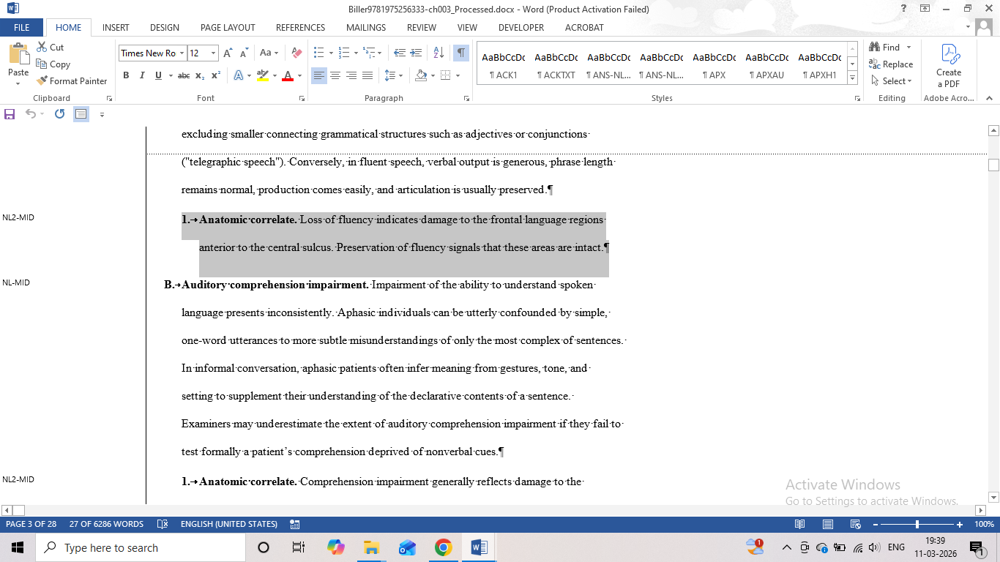 Biller9781975256333-ch003_Processed.docx - Word (Product Activation Failed)
FILE HOME INSERT DESIGN PAGE LAYOUT REFERENCES MAILINGS REVIEW VIEW DEVELOPER ACROBAT
Paste
Cut
Copy
Format Painter
Clipboard
Times New Ro 12
Font
Paragraph
AaBbCcDc AaBbCcDc AaBbCcDc AaBbCcDc AaBbCcDc AaBbCcDc AaBbCcDc
¶ ACK1 ¶ ACKTXT ¶ ANS-NL... ¶ ANS-NL... ¶ APX ¶ APXAU ¶ APXH1
Styles
Find
Replace
Select
Editing
Create
a PDF
Adobe Acro...
excluding smaller connecting grammatical structures such as adjectives or conjunctions
("telegraphic speech"). Conversely, in fluent speech, verbal output is generous, phrase length
remains normal, production comes easily, and articulation is usually preserved.¶
NL2-MID
1. Anatomic correlate. Loss of fluency indicates damage to the frontal language regions
anterior to the central sulcus. Preservation of fluency signals that these areas are intact.¶
NL-MID
B. Auditory comprehension impairment. Impairment of the ability to understand spoken
language presents inconsistently. Aphasic individuals can be utterly confounded by simple,
one-word utterances to more subtle misunderstandings of only the most complex of sentences.
In informal conversation, aphasic patients often infer meaning from gestures, tone, and
setting to supplement their understanding of the declarative contents of a sentence.
Examiners may underestimate the extent of auditory comprehension impairment if they fail to
test formally a patient's comprehension deprived of nonverbal cues.¶
NL2-MID
1. Anatomic correlate. Comprehension impairment generally reflects damage to the
Activate Windows
Go to Settings to activate Windows.
PAGE 3 OF 28 27 OF 6286 WORDS ENGLISH (UNITED STATES) 100%
Type here to search
ENG
19:39
11-03-2026